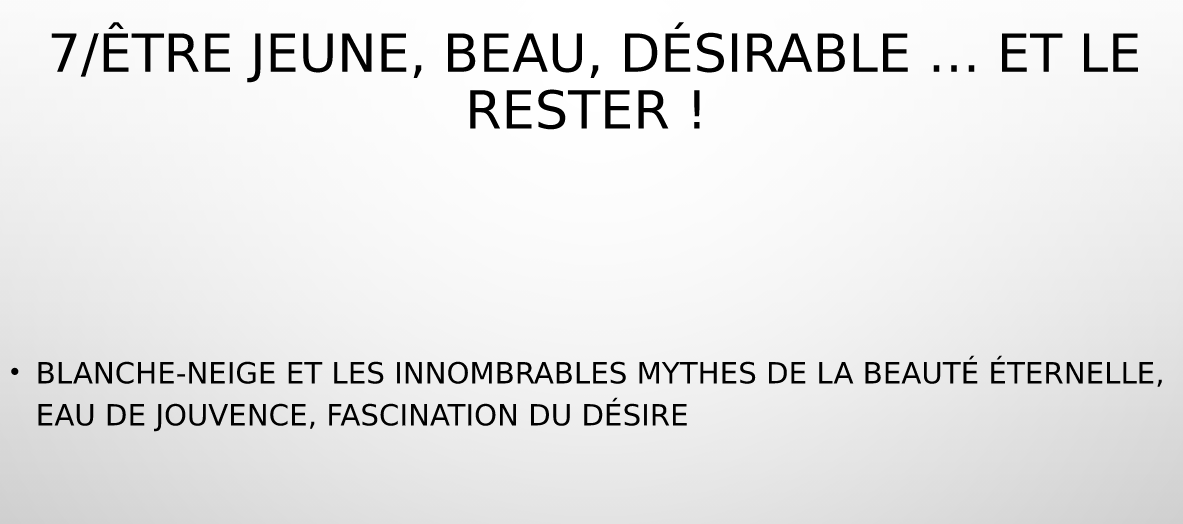 7/ÊTRE JEUNE, BEAU, DÉSIRABLE ... ET LE
RESTER !
• BLANCHE-NEIGE ET LES INNOMBRABLES MYTHES DE LA BEAUTÉ ÉTERNELLE,
EAU DE JOUVENCE, FASCINATION DU DÉSIRE